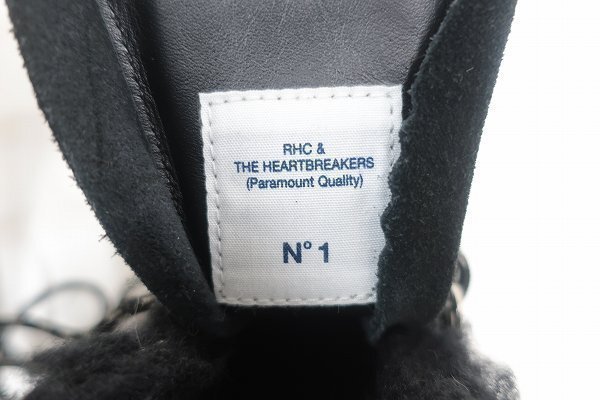 RHC &
THE HEARTBREAKERS
(Paramount Quality)
N° 1